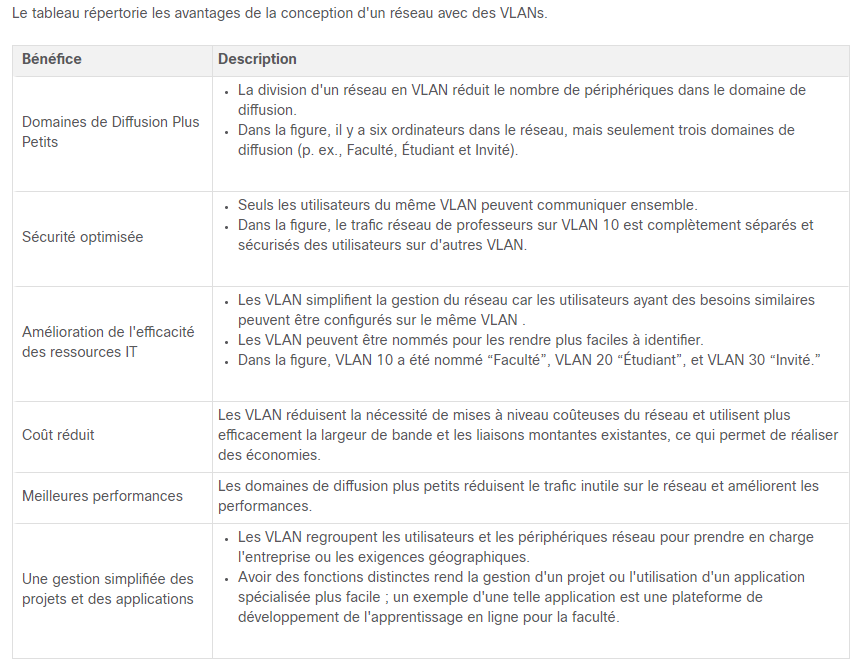 Le tableau répertorie les avantages de la conception d'un réseau avec des VLANs.
Bénéfice
Description
Domaines de Diffusion Plus
Petits
• La division d'un réseau en VLAN réduit le nombre de périphériques dans le domaine de
diffusion.
• Dans la figure, il y a six ordinateurs dans le réseau, mais seulement trois domaines de
diffusion (p. ex., Faculté, Étudiant et Invité).
Sécurité optimisée
• Seuls les utilisateurs du même VLAN peuvent communiquer ensemble.
• Dans la figure, le trafic réseau de professeurs sur VLAN 10 est complètement séparés et
sécurisés des utilisateurs sur d'autres VLAN.
Amélioration de l'efficacité
des ressources IT
• Les VLAN simplifient la gestion du réseau car les utilisateurs ayant des besoins similaires
peuvent être configurés sur le même VLAN .
• Les VLAN peuvent être nommés pour les rendre plus faciles à identifier.
• Dans la figure, VLAN 10 a été nommé “Faculté”, VLAN 20 “Étudiant”, et VLAN 30 “Invité.”
Coût réduit
Les VLAN réduisent la nécessité de mises à niveau coûteuses du réseau et utilisent plus
efficacement la largeur de bande et les liaisons montantes existantes, ce qui permet de réaliser
des économies.
Meilleures performances
Les domaines de diffusion plus petits réduisent le trafic inutile sur le réseau et améliorent les
performances.
Une gestion simplifiée des
projets et des applications
• Les VLAN regroupent les utilisateurs et les périphériques réseau pour prendre en charge
l'entreprise ou les exigences géographiques.
• Avoir des fonctions distinctes rend la gestion d'un projet ou l'utilisation d'un application
spécialisée plus facile ; un exemple d'une telle application est une plateforme de
développement de l'apprentissage en ligne pour la faculté.